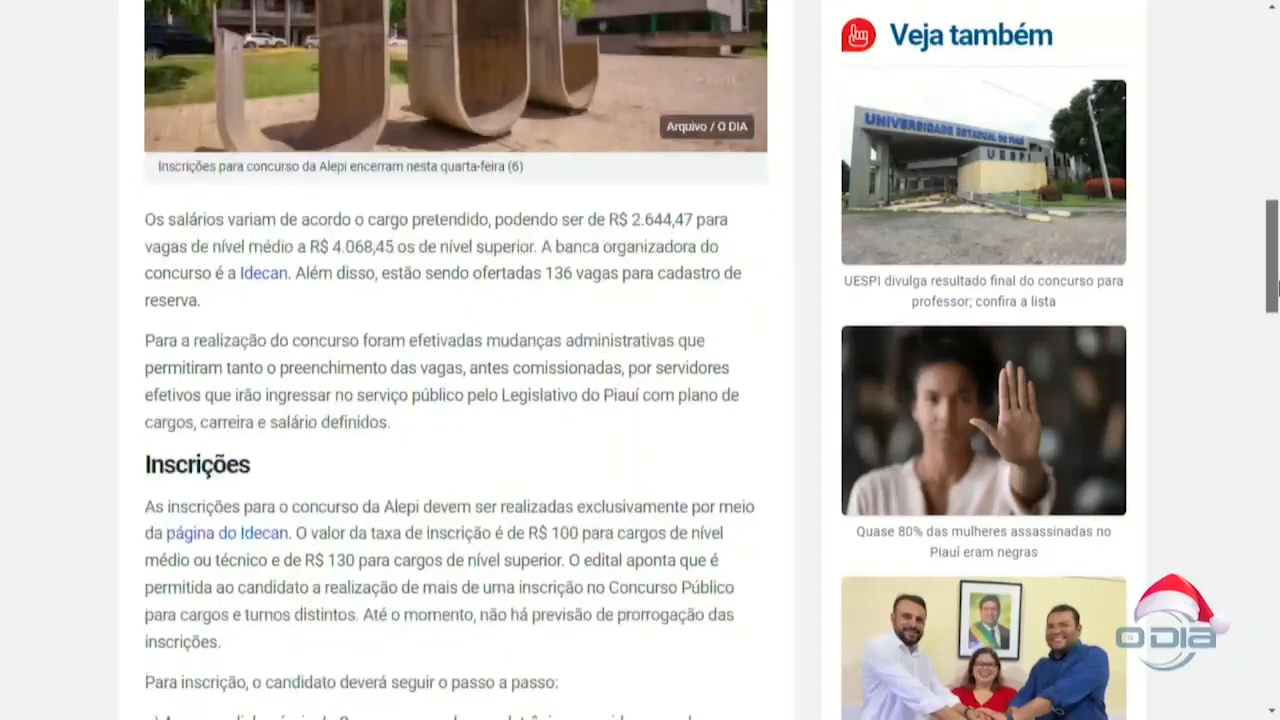 Arquivo / O DIA
Inscrições para concurso da Alepi encerram nesta quarta-feira (6)
Os salários variam de acordo o cargo pretendido, podendo ser de R$ 2.644,47 para
vagas de nível médio a R$ 4.068,45 os de nível superior. A banca organizadora do
concurso é a Idecan. Além disso, estão sendo ofertadas 136 vagas para cadastro de
reserva.
Para a realização do concurso foram efetivadas mudanças administrativas que
permitiram tanto o preenchimento das vagas, antes comissionadas, por servidores
efetivos que irão ingressar no serviço público pelo Legislativo do Piauí com plano de
cargos, carreira e salário definidos.
Inscrições
As inscrições para o concurso da Alepi devem ser realizadas exclusivamente por meio
da página do Idecan. O valor da taxa de inscrição é de R$ 100 para cargos de nível
médio ou técnico e de R$ 130 para cargos de nível superior. O edital aponta que é
permitida ao candidato a realização de mais de uma inscrição no Concurso Público
para cargos e turnos distintos. Até o momento, não há previsão de prorrogação das
inscrições.
Para inscrição, o candidato deverá seguir o passo a passo:
Veja também
UNIVERSIDADE ESTADUAL DO PIAUÍ
UESPI
UESPI divulga resultado final do concurso para
professor; confira a lista
Quase 80% das mulheres assassinadas no
Piauí eram negras
TV O DIA